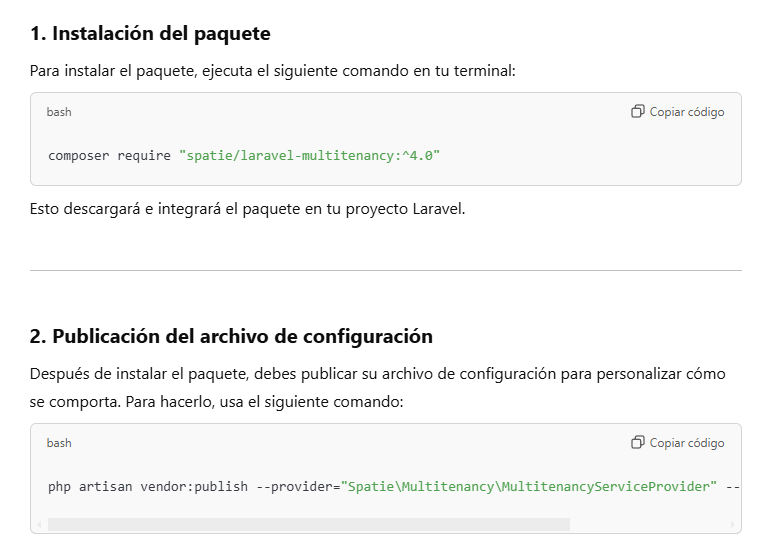 1. Instalación del paquete
Para instalar el paquete, ejecuta el siguiente comando en tu terminal:
bash
Copiar código
composer require "spatie/laravel-multitenancy:^4.0"
Esto descargará e integrará el paquete en tu proyecto Laravel.
2. Publicación del archivo de configuración
Después de instalar el paquete, debes publicar su archivo de configuración para personalizar cómo
se comporta. Para hacerlo, usa el siguiente comando:
bash
Copiar código
php artisan vendor:publish --provider="Spatie\Multitenancy\MultitenancyServiceProvider" --